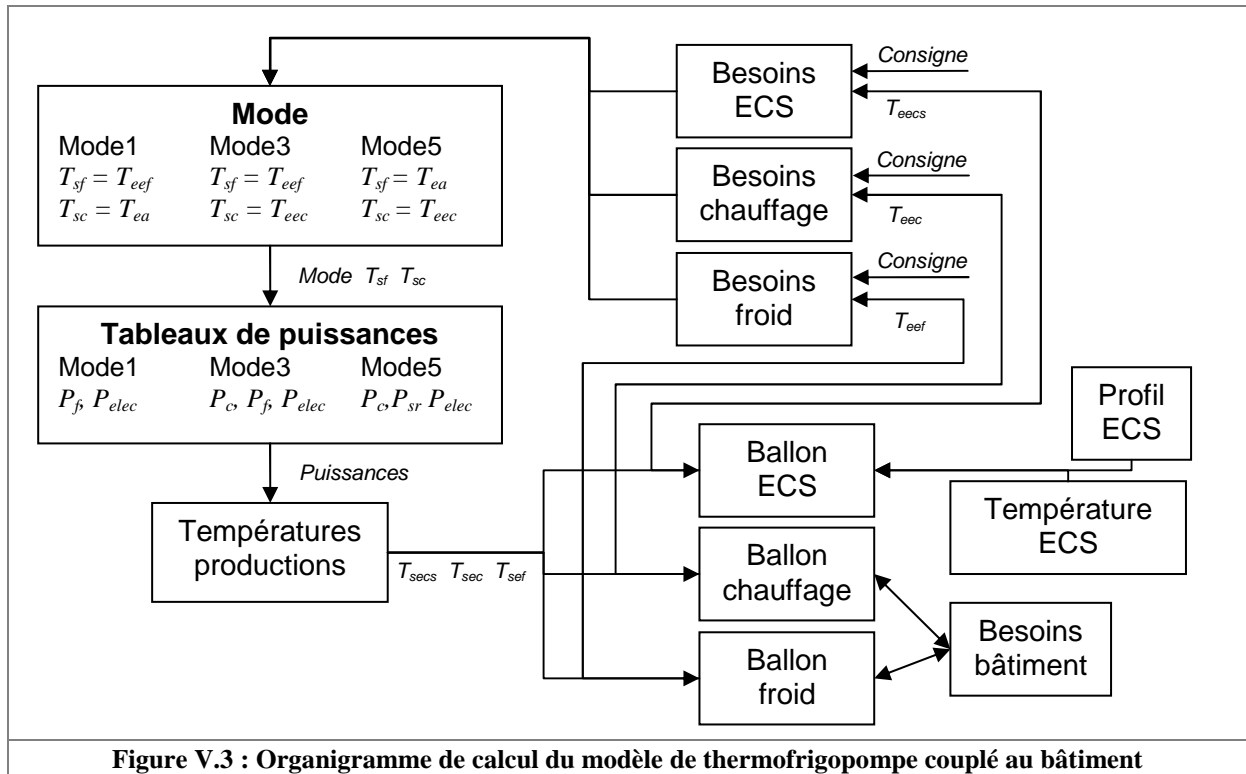 Mode
Mode1 Mode3 Mode5
T_sf = T_eef T_sf = T_eef T_sf = T_ea
T_sc = T_ea T_sc = T_eec T_sc = T_eec
Mode T_sf T_sc
Tableaux de puissances
Mode1 Mode3 Mode5
P_f, P_elec P_c, P_f, P_elec P_c,P_sr P_elec
Puissances
Températures
productions
T_secs T_sec T_sef
Besoins
ECS
Consigne
T_eecs
Besoins
chauffage
Consigne
T_eec
Besoins
froid
Consigne
T_eef
Profil
ECS
Ballon
ECS
Température
ECS
Ballon
chauffage
Besoins
bâtiment
Ballon
froid
Figure V.3 : Organigramme de calcul du modèle de thermofrigopompe couplé au bâtiment